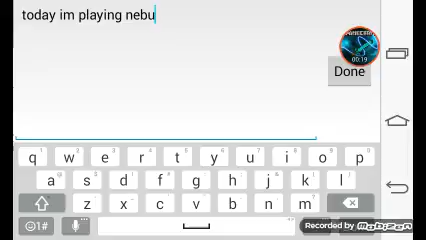 today im playing nebu
00:19
Done
q w e r t y u i o p
a s d f g h j k l
z x c v b n m
1#
Recorded by Mobizen